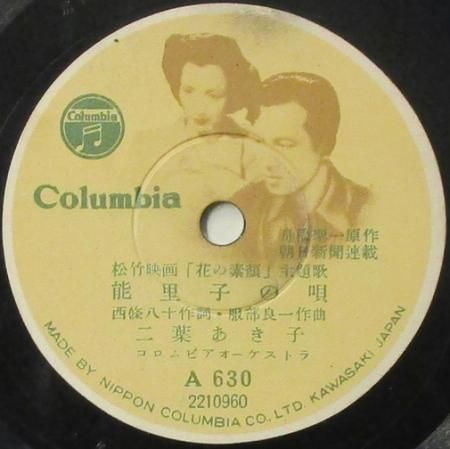 Columbia
Columbia
舟橋聖一原作
朝日新聞連載
松竹映画「花の素顔」主題歌
能里子の唄
西條八十作詞・服部良一作曲
二葉あき子
コロムビアオーケストラ
A 630
2210960
MADE BY NIPPON COLUMBIA CO., LTD. KAWASAKI JAPAN